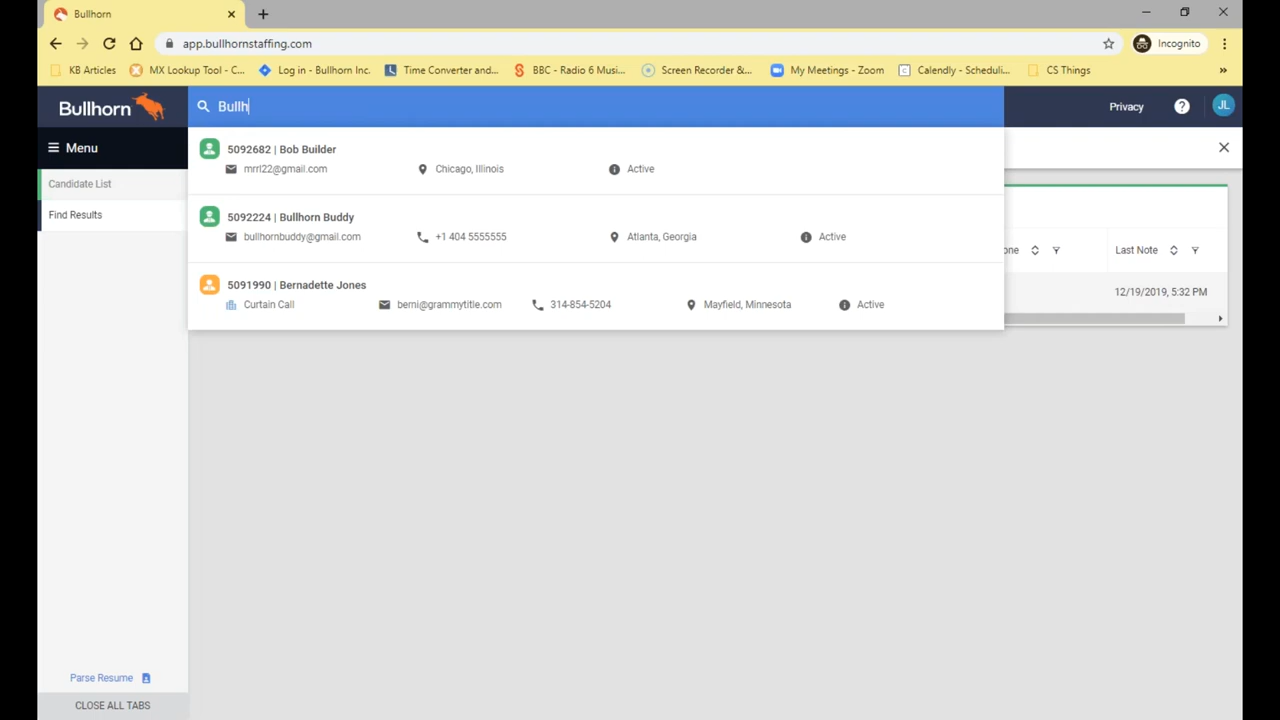 Bullhorn
app.bullhornstaffing.com
Incognito
KB Articles MX Lookup Tool - C... Log in - Bullhorn Inc. Time Converter and... BBC - Radio 6 Musi... Screen Recorder &... My Meetings - Zoom Calendly - Scheduli... CS Things »
Bullhorn
Bullh
Privacy ? JL
Menu
5092682 | Bob Builder
mrrl22@gmail.com Chicago, Illinois Active
Candidate List
Find Results
5092224 | Bullhorn Buddy
bullhornbuddy@gmail.com +1 404 5555555 Atlanta, Georgia Active
one Last Note
5091990 | Bernadette Jones
Curtain Call berni@grammytitle.com 314-854-5204 Mayfield, Minnesota Active
12/19/2019, 5:32 PM
Parse Resume
CLOSE ALL TABS